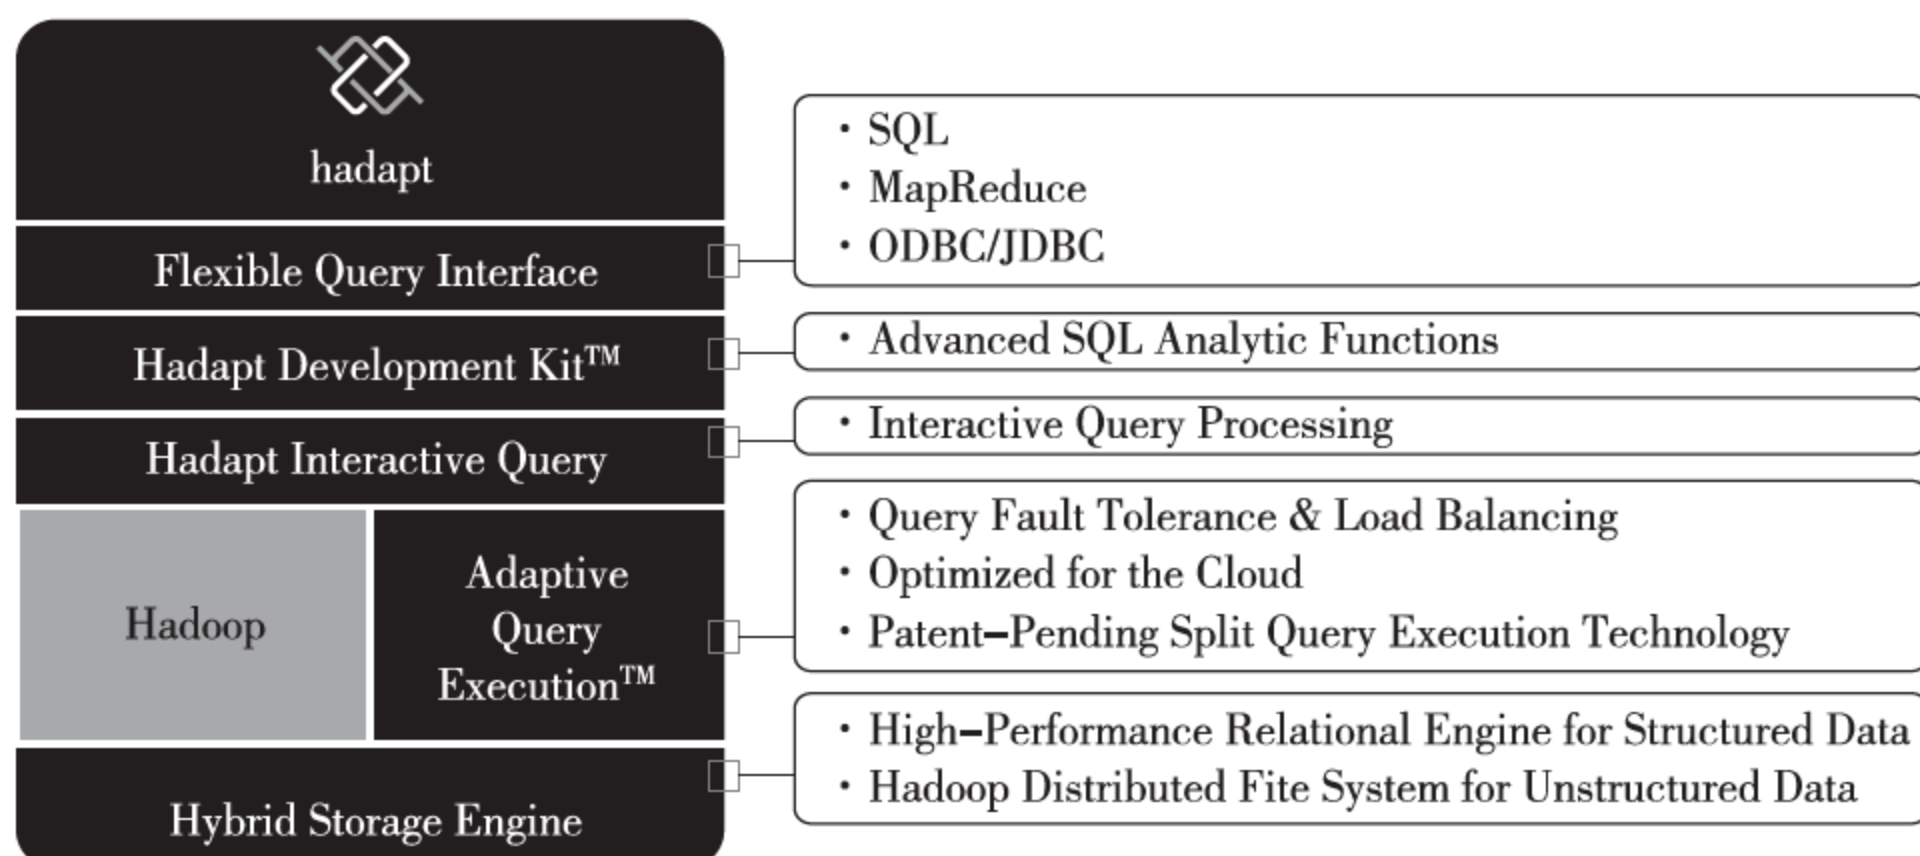 hadapt
Flexible Query Interface
· SQL
· MapReduce
· ODBC/JDBC
Hadapt Development Kit™
· Advanced SQL Analytic Functions
Hadapt Interactive Query
· Interactive Query Processing
Hadoop
Adaptive
Query
Execution™
· Query Fault Tolerance & Load Balancing
· Optimized for the Cloud
· Patent–Pending Split Query Execution Technology
Hybrid Storage Engine
· High–Performance Relational Engine for Structured Data
· Hadoop Distributed Fite System for Unstructured Data